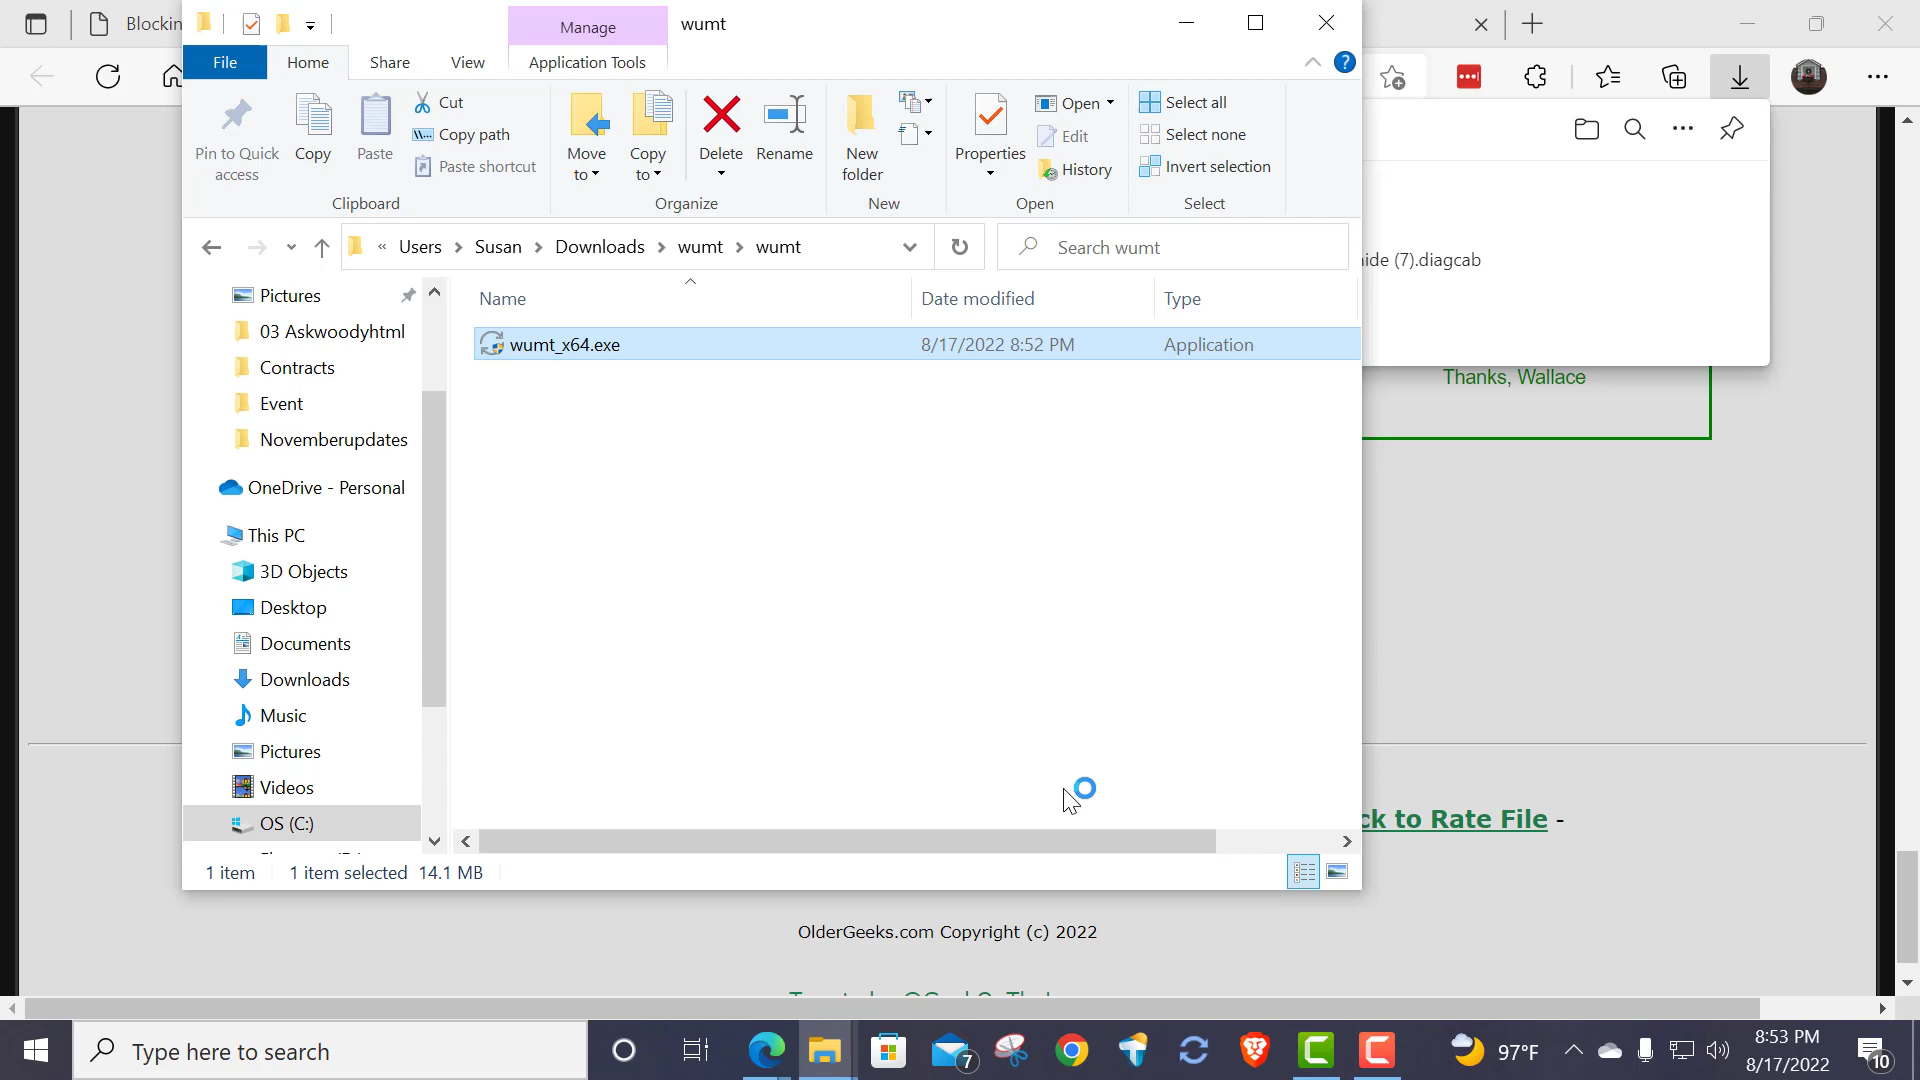 Blockin
Manage
wumt
File
Home
Share
View
Application Tools
Pin to Quick access
Copy
Paste
Cut
Copy path
Paste shortcut
Clipboard
Move to
Copy to
Delete
Rename
Organize
New folder
New
Properties
Open
Edit
History
Open
Select all
Select none
Invert selection
Select
« Users > Susan > Downloads > wumt > wumt
Search wumt
ide (7).diagcab
Name
Date modified
Type
wumt_x64.exe
8/17/2022 8:52 PM
Application
Pictures
03 Askwoodyhtml
Contracts
Event
Novemberupdates
OneDrive - Personal
This PC
3D Objects
Desktop
Documents
Downloads
Music
Pictures
Videos
OS (C:)
1 item
1 item selected 14.1 MB
Thanks, Wallace
ck to Rate File -
OlderGeeks.com Copyright (c) 2022
Type here to search
7
97°F
8:53 PM
8/17/2022
10